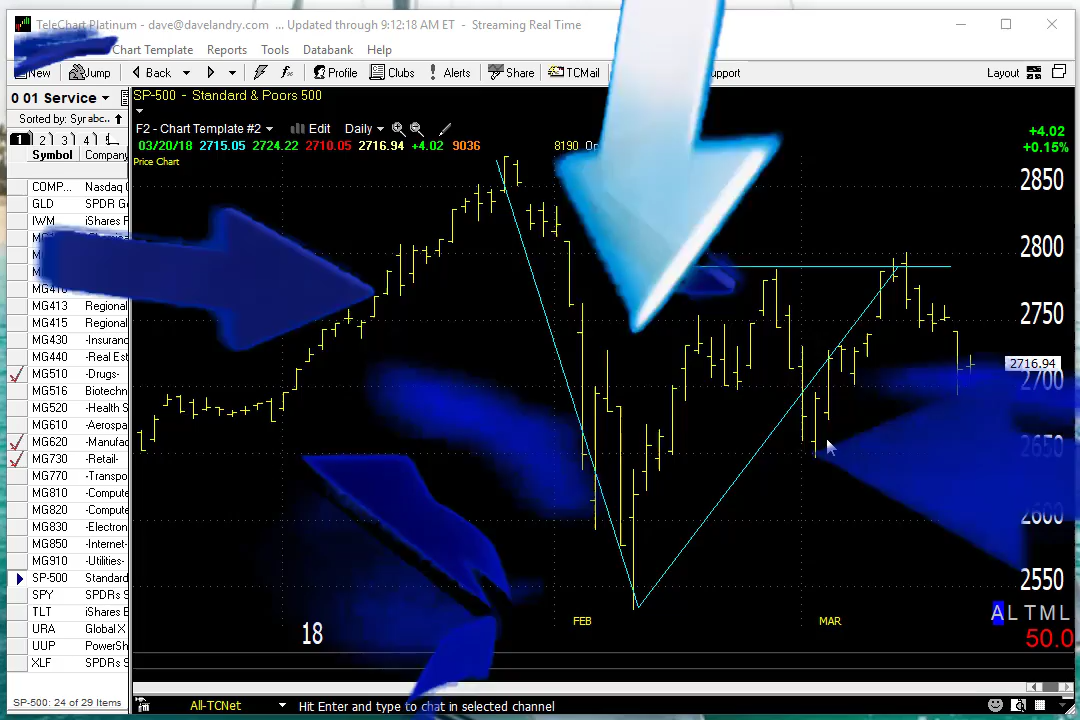 TeleChart Platinum - dave@davelandry.com ... Updated through 9:12:18 AM ET - Streaming Real Time
Chart Template Reports Tools Databank Help
New Jump Back Profile Clubs Alerts Share TCMail Layout
0 01 Service
SP-500 - Standard & Poors 500
Sorted by: Syr abc..
1 2 3 4
F2 - Chart Template #2 Edit Daily
+4.02
+0.15%
03/20/18 2715.05 2724.22 2710.05 2716.94 +4.02 9036 8190
Symbol Company
Price Chart
COMP... Nasdaq
GLD SPDR G
IWM iShares F
MG413 Regional
MG415 Regional
MG430 -Insuranc
MG440 -Real Est
MG510 -Drugs-
MG516 Biotechn
MG520 -Health S
MG610 -Aerospa
MG620 -Manufac
MG730 -Retail-
MG770 -Transpo
MG810 -Compute
MG820 -Compute
MG830 -Electron
MG850 -Internet-
MG910 -Utilities-
SP-500 Standard
SPY SPDRs S
TLT iShares E
URA Global X
UUP PowerSh
XLF SPDRs S
2850
2800
2750
2716.94
2700
2650
2600
2550
18 FEB MAR
A L T M L
50.0
SP-500: 24 of 29 Items
All-TCNet Hit Enter and type to chat in selected channel